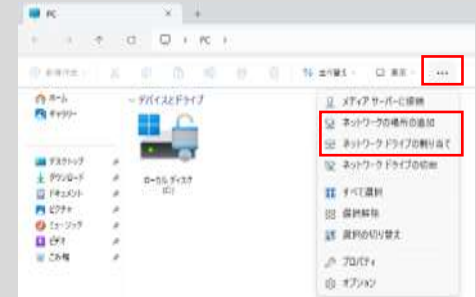 PC
PC
新規作成
並べ替え
表示
ホーム
ギャラリー
デスクトップ
ダウンロード
ドキュメント
ピクチャ
ミュージック
ビデオ
ごみ箱
デバイスとドライブ
ローカル ディスク
(C:)
メディア サーバーに接続
ネットワークの場所の追加
ネットワーク ドライブの割り当て
ネットワーク ドライブの切断
すべて選択
選択解除
選択の切り替え
プロパティ
オプション